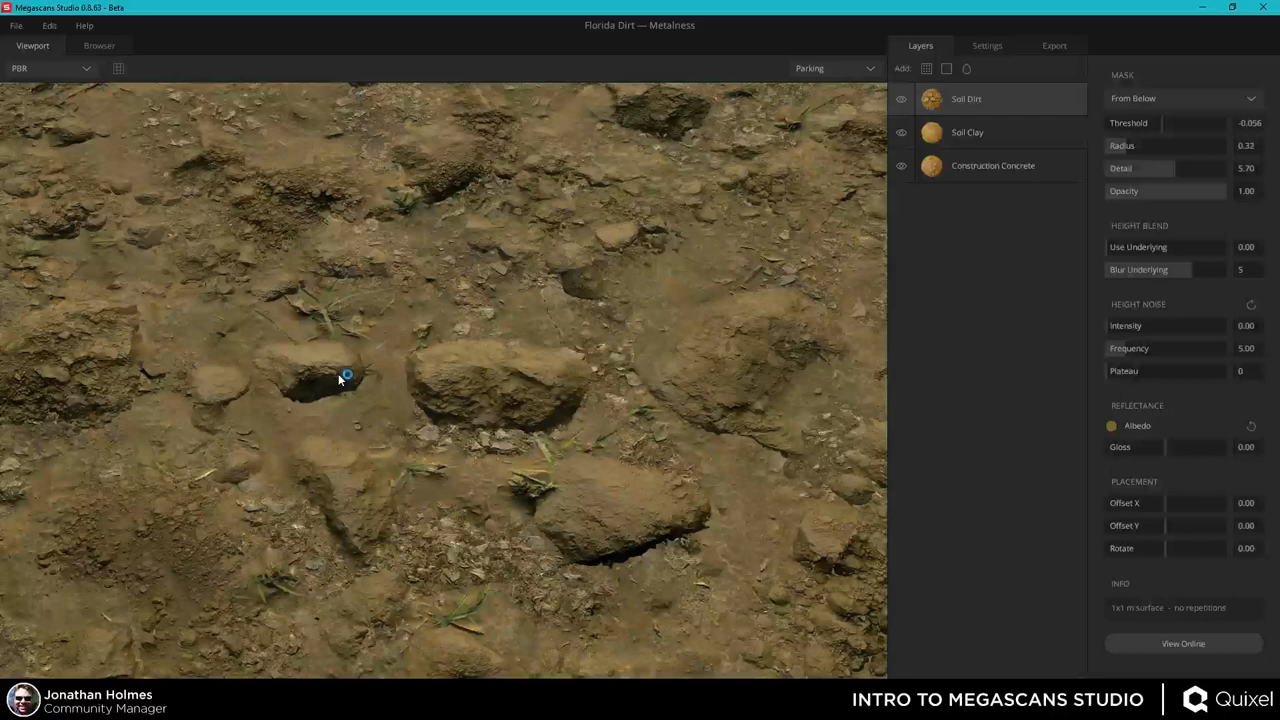 Megascans Studio 0.8.63 - Beta
File Edit Help
Florida Dirt — Metalness
Viewport Browser
Layers Settings Export
PBR
Parking
Add:
Soil Dirt
Soil Clay
Construction Concrete
MASK
From Below
Threshold -0.056
Radius 0.32
Detail 5.70
Opacity 1.00
HEIGHT BLEND
Use Underlying 0.00
Blur Underlying 5
HEIGHT NOISE
Intensity 0.00
Frequency 5.00
Plateau 0
REFLECTANCE
Albedo
Gloss 0.00
PLACEMENT
Offset X 0.00
Offset Y 0.00
Rotate 0.00
INFO
1x1 m surface - no repetitions
View Online
Jonathan Holmes
Community Manager
INTRO TO MEGASCANS STUDIO
Quixel